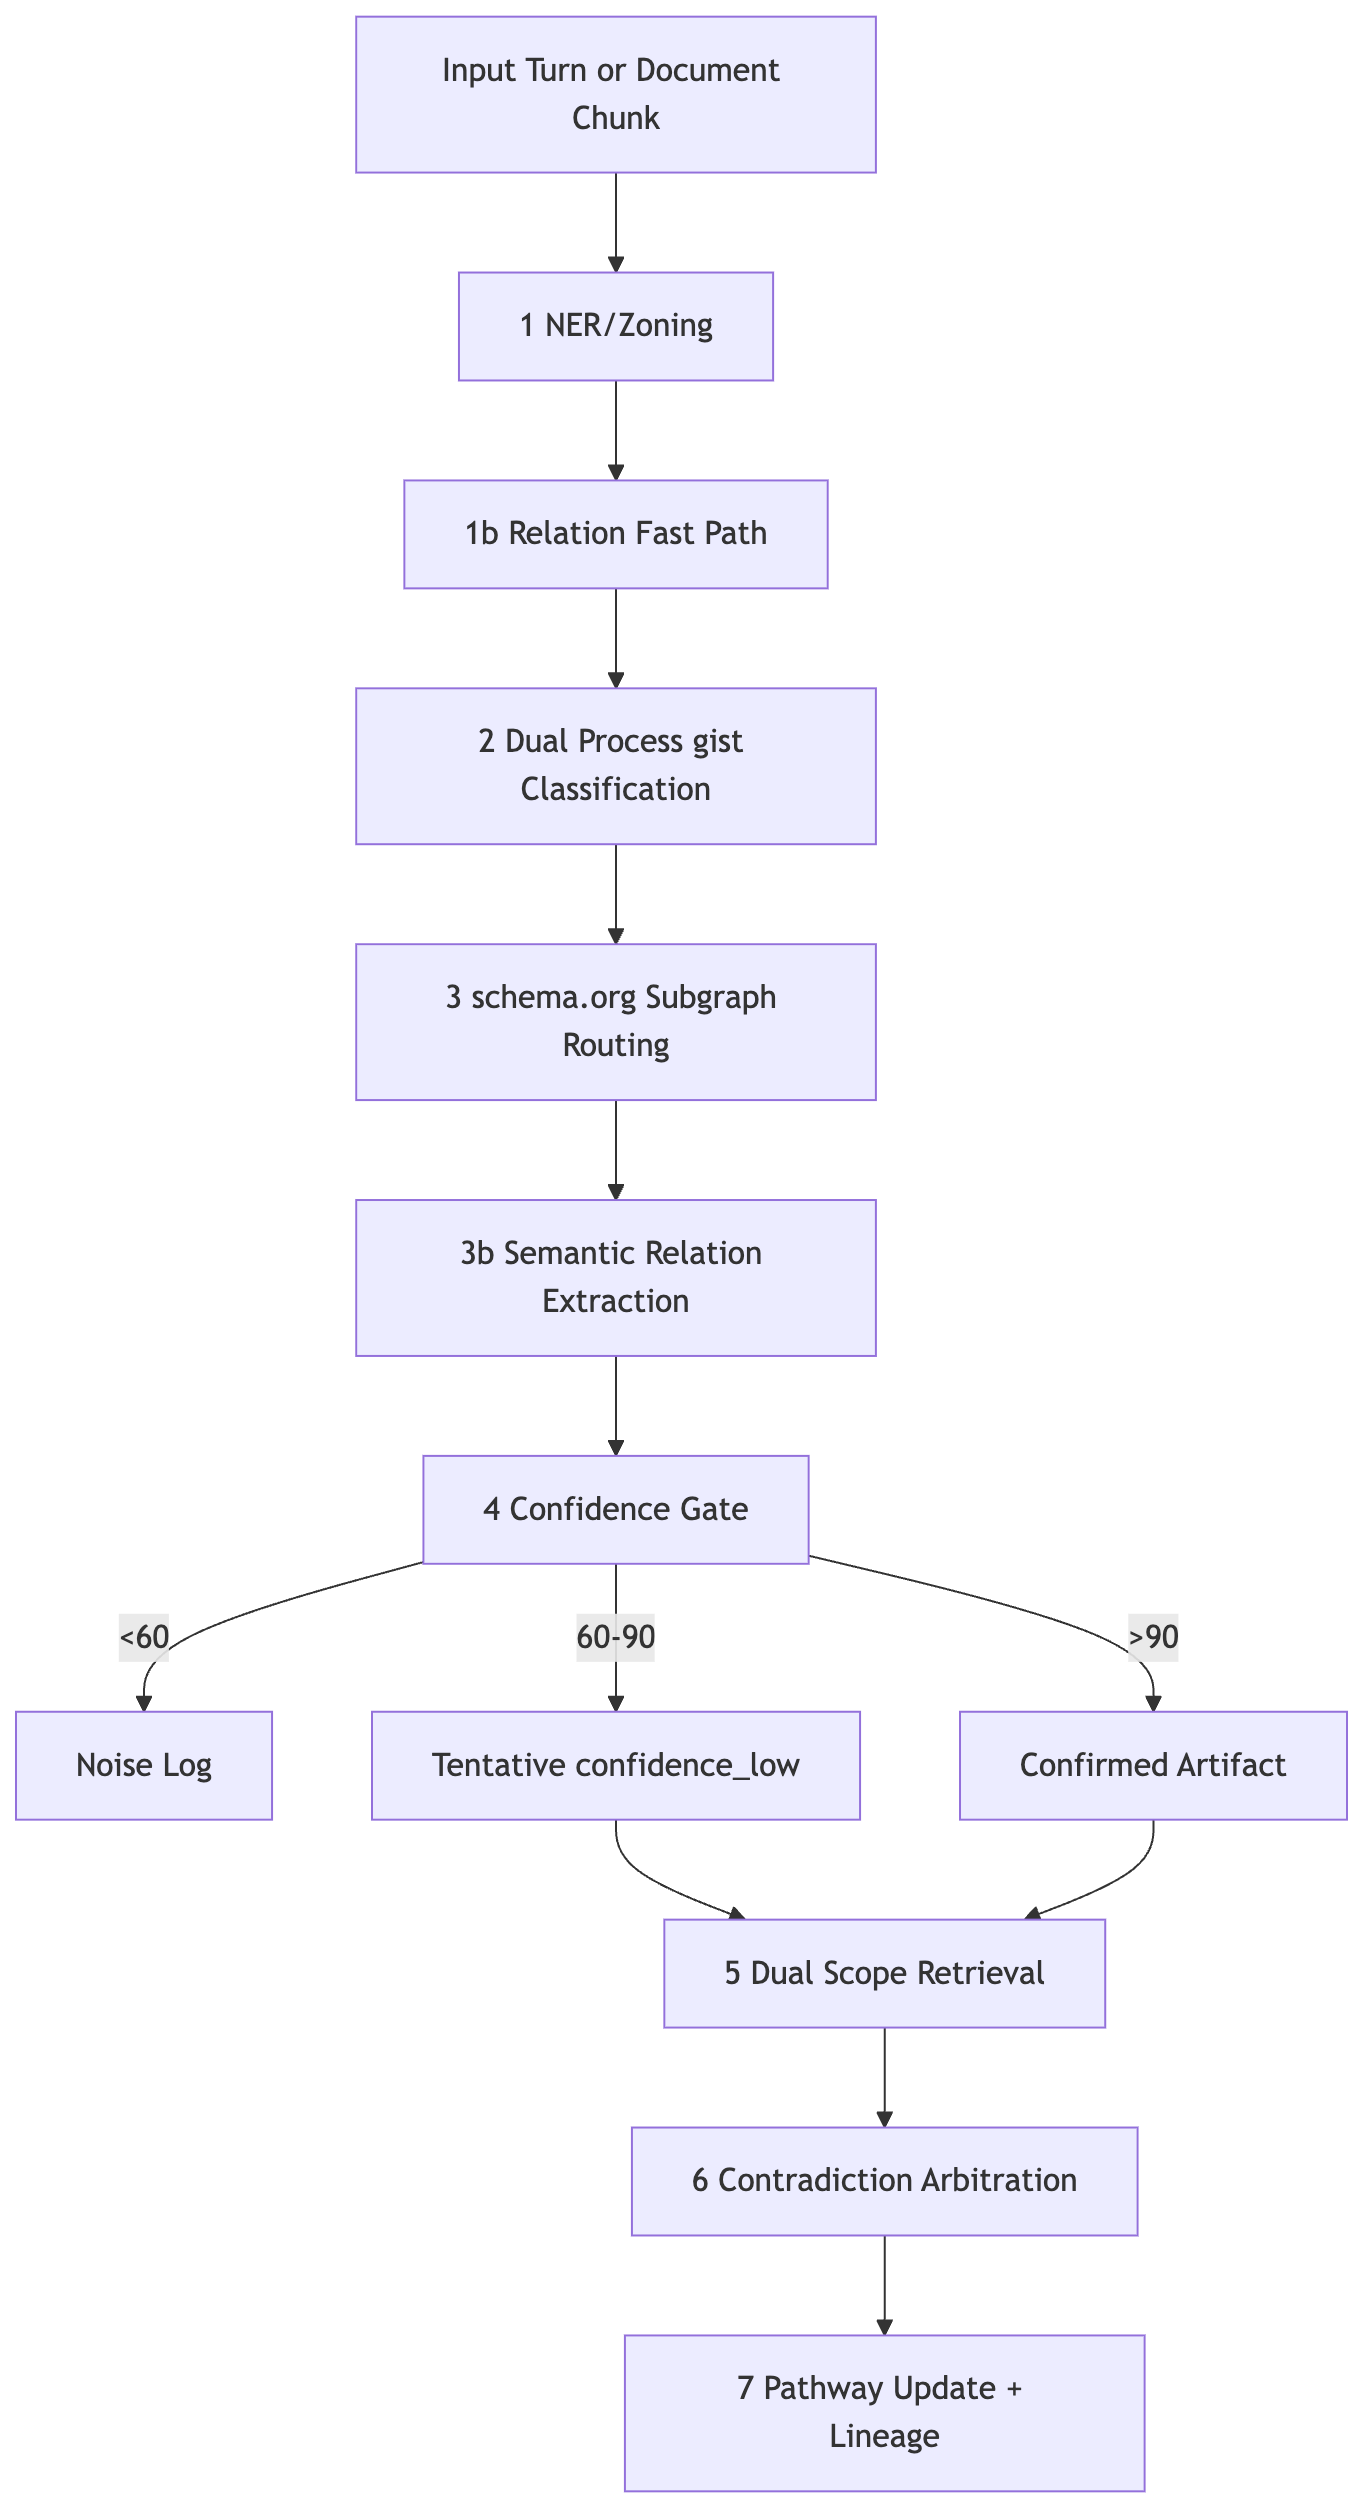 Input Turn or Document
Chunk
1 NER/Zoning
1b Relation Fast Path
2 Dual Process gist
Classification
3 schema.org Subgraph
Routing
3b Semantic Relation
Extraction
4 Confidence Gate
<60
60-90
>90
Noise Log
Tentative confidence_low
Confirmed Artifact
5 Dual Scope Retrieval
6 Contradiction Arbitration
7 Pathway Update +
Lineage